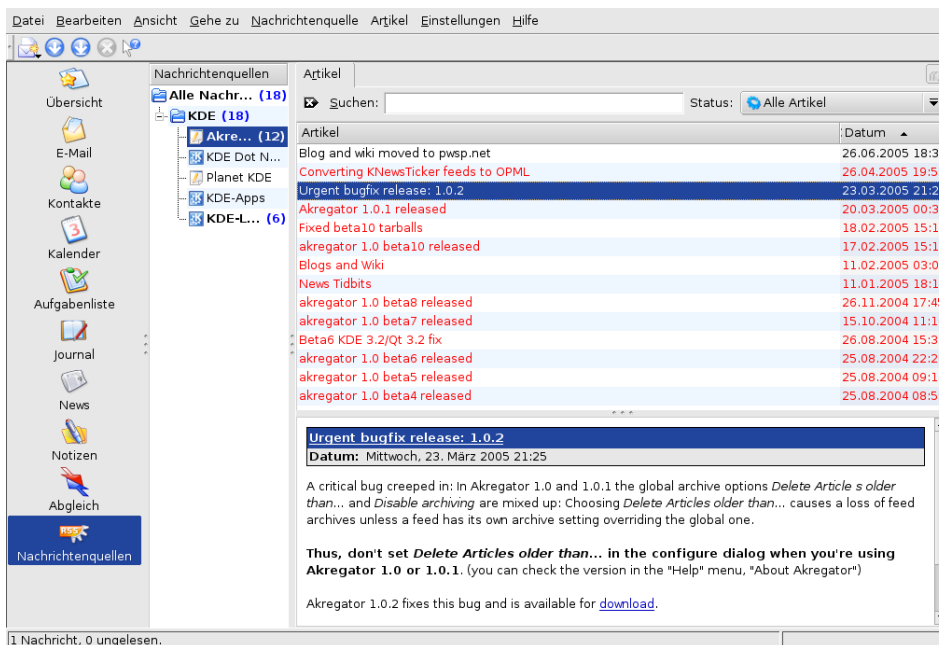 Datei Bearbeiten Ansicht Gehe zu Nachrichtenquelle Artikel Einstellungen Hilfe
Übersicht
E-Mail
Kontakte
3
Kalender
Aufgabenliste
Journal
News
Notizen
Abgleich
RSS
Nachrichtenquellen
Nachrichtenquellen
Alle Nachr... (18)
KDE (18)
Akre... (12)
KDE Dot N...
Planet KDE
KDE-Apps
KDE-L... (6)
Artikel
Suchen: Status: Alle Artikel
Artikel Datum
Blog and wiki moved to pwsp.net 26.06.2005 18:3
Converting KNewsTicker feeds to OPML 26.04.2005 19:5
Urgent bugfix release: 1.0.2 23.03.2005 21:2
Akregator 1.0.1 released 20.03.2005 00:3
Fixed beta10 tarballs 18.02.2005 15:1
akregator 1.0 beta10 released 17.02.2005 15:1
Blogs and Wiki 11.02.2005 03:0
News Tidbits 11.01.2005 18:1
akregator 1.0 beta8 released 26.11.2004 17:45
akregator 1.0 beta7 released 15.10.2004 11:1
Beta6 KDE 3.2/Qt 3.2 fix 26.08.2004 15:3
akregator 1.0 beta6 released 25.08.2004 22:2
akregator 1.0 beta5 released 25.08.2004 09:1
akregator 1.0 beta4 released 25.08.2004 08:5
Urgent bugfix release: 1.0.2
Datum: Mittwoch, 23. März 2005 21:25
A critical bug creeped in: In Akregator 1.0 and 1.0.1 the global archive options Delete Article s older
than... and Disable archiving are mixed up: Choosing Delete Articles older than... causes a loss of feed
archives unless a feed has its own archive setting overriding the global one.
Thus, don't set Delete Articles older than... in the configure dialog when you're using
Akregator 1.0 or 1.0.1. (you can check the version in the "Help" menu, "About Akregator")
Akregator 1.0.2 fixes this bug and is available for download.
1 Nachricht, 0 ungelesen.